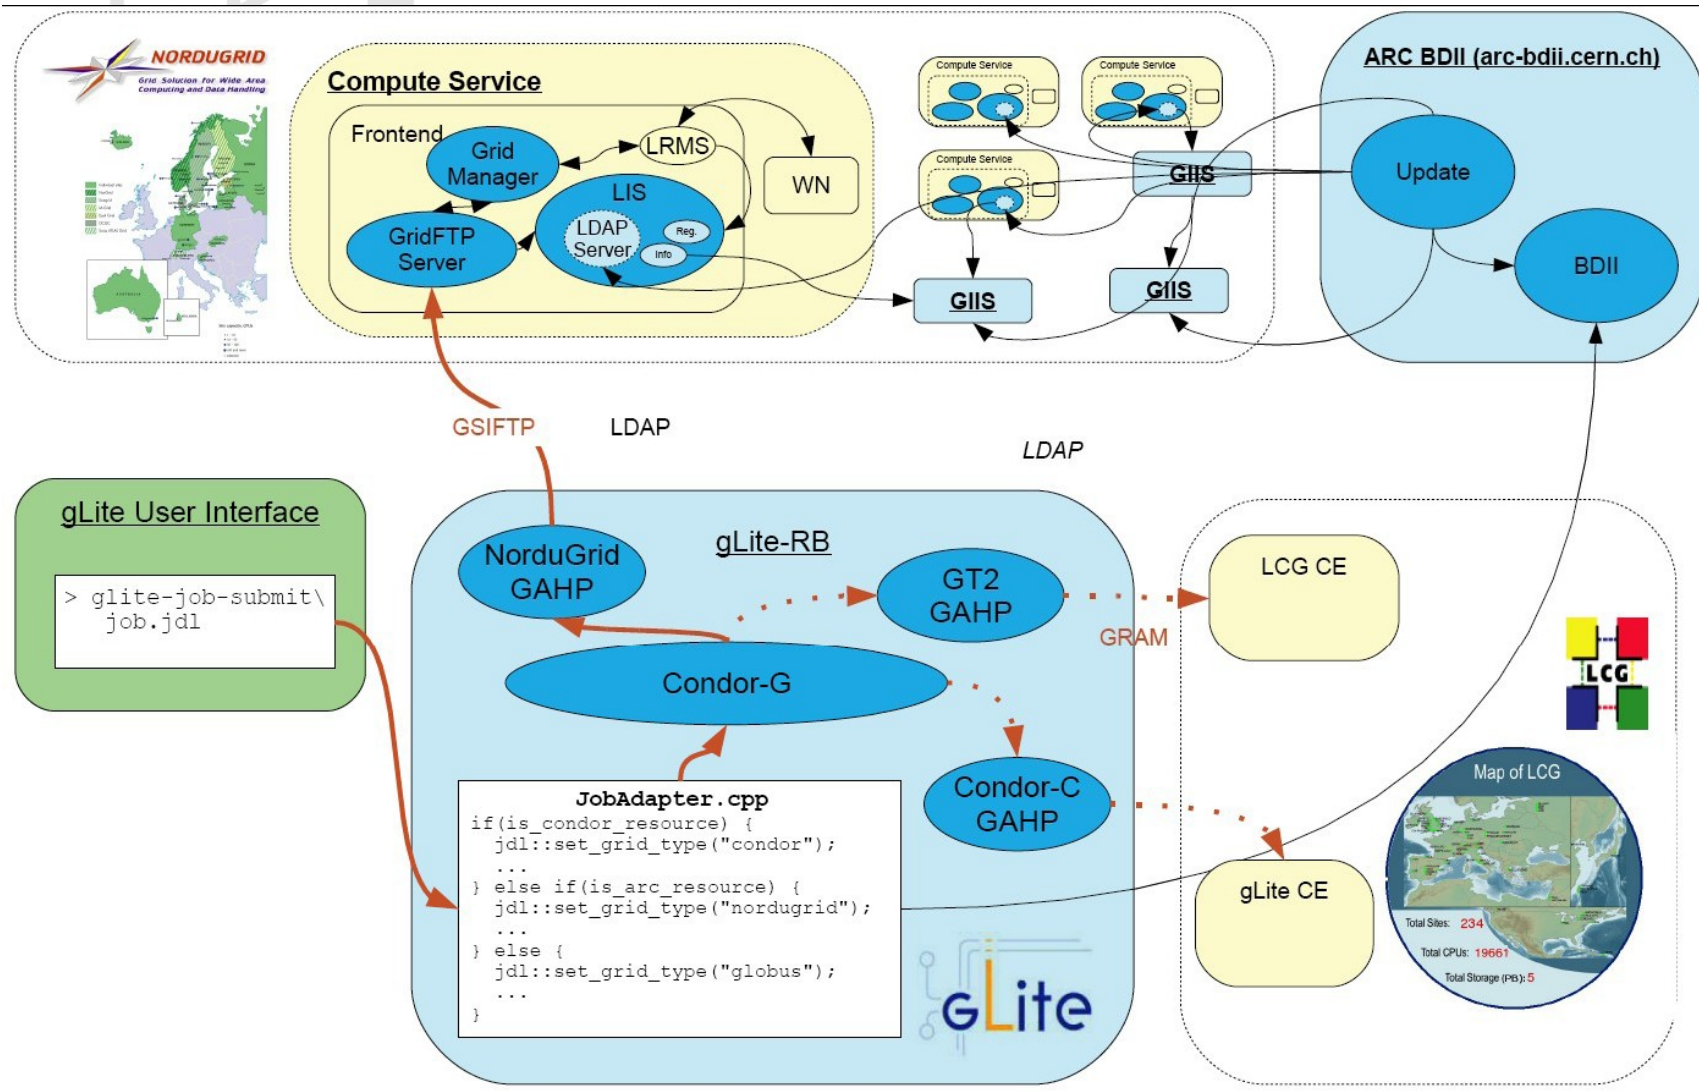 NORDUGRID
Grid Solution for Wide Area
Computing and Data Handling
Compute Service
Frontend
Grid
Manager
LRMS
WN
LIS
LDAP
Server
Reg.
Info
GridFTP
Server
Compute Service
Compute Service
Compute Service
GIIS
GIIS
GIIS
ARC BDII (arc-bdii.cern.ch)
Update
BDII
AUSTRALIA
GSIFTP
LDAP
LDAP
gLite User Interface
> glite-job-submit\
job.jdl
gLite-RB
NorduGrid
GAHP
GT2
GAHP
GRAM
LCG CE
Condor-G
Condor-C
GAHP
gLite CE
JobAdapter.cpp
if(is_condor_resource) {
jdl::set_grid_type("condor");
...
} else if(is_arc_resource) {
jdl::set_grid_type("nordugrid");
...
} else {
jdl::set_grid_type("globus");
...
}
gLite
LCG
Map of LCG
Total Sites: 234
Total CPUs: 19661
Total Storage (PB): 5